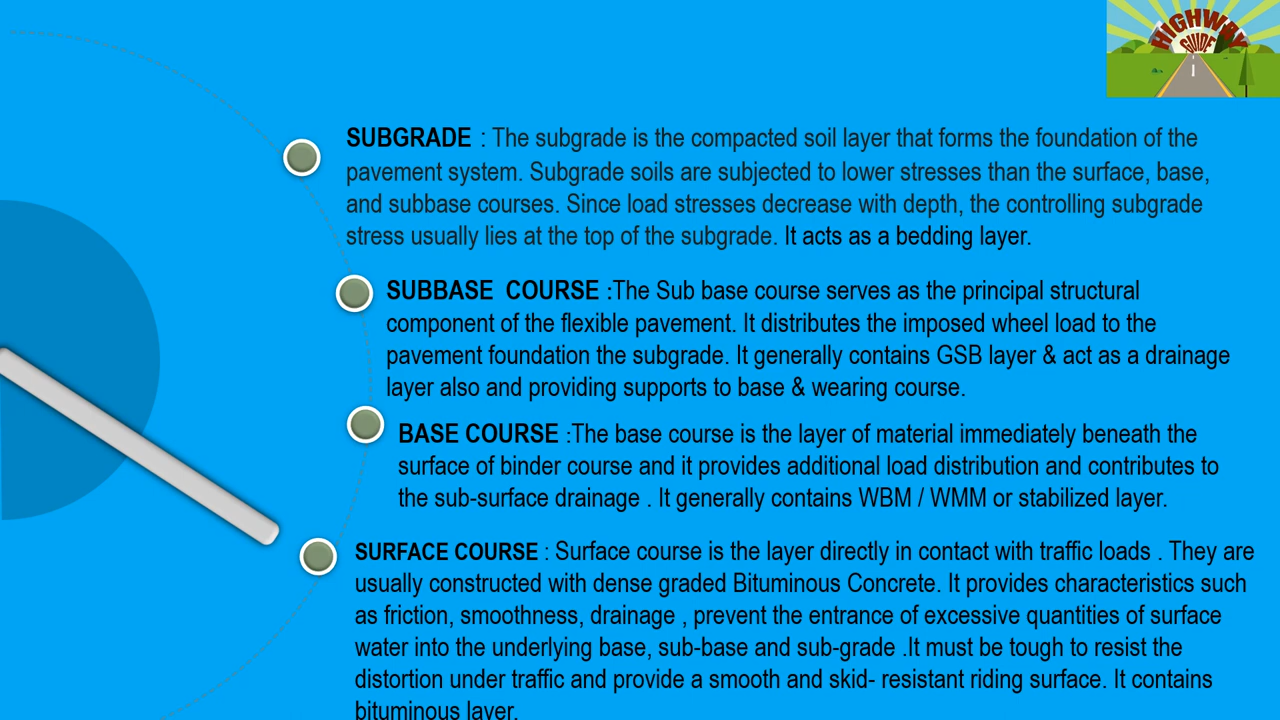 HIGHWAY
GUIDE
SUBGRADE : The subgrade is the compacted soil layer that forms the foundation of the
pavement system. Subgrade soils are subjected to lower stresses than the surface, base,
and subbase courses. Since load stresses decrease with depth, the controlling subgrade
stress usually lies at the top of the subgrade. It acts as a bedding layer.
SUBBASE COURSE :The Sub base course serves as the principal structural
component of the flexible pavement. It distributes the imposed wheel load to the
pavement foundation the subgrade. It generally contains GSB layer & act as a drainage
layer also and providing supports to base & wearing course.
BASE COURSE :The base course is the layer of material immediately beneath the
surface of binder course and it provides additional load distribution and contributes to
the sub-surface drainage . It generally contains WBM / WMM or stabilized layer.
SURFACE COURSE : Surface course is the layer directly in contact with traffic loads . They are
usually constructed with dense graded Bituminous Concrete. It provides characteristics such
as friction, smoothness, drainage , prevent the entrance of excessive quantities of surface
water into the underlying base, sub-base and sub-grade .It must be tough to resist the
distortion under traffic and provide a smooth and skid- resistant riding surface. It contains
bituminous layer.